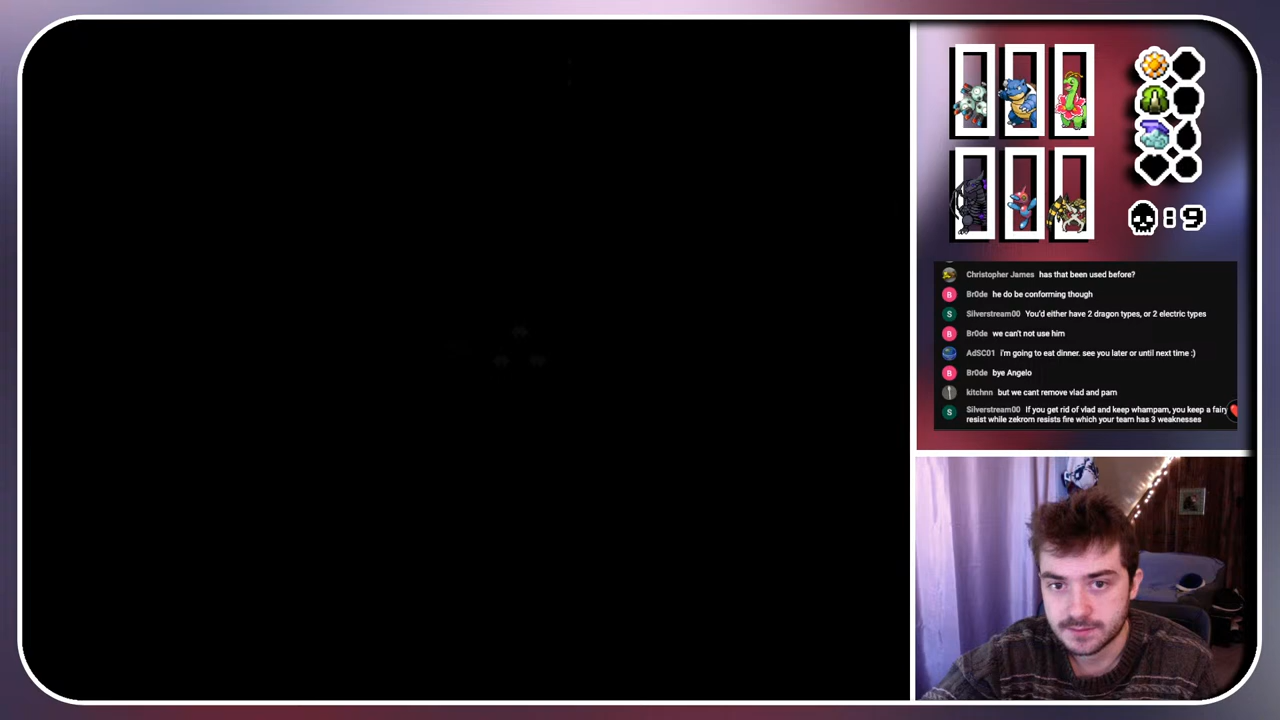 :9
Christopher James has that been used before?
B Br0de he do be conforming though
S Silverstream00 You'd either have 2 dragon types, or 2 electric types
B Br0de we can't not use him
AdSC01 i'm going to eat dinner. see you later or until next time :)
B Br0de bye Angelo
kitchnn but we cant remove vlad and pam
S Silverstream00 If you get rid of vlad and keep whampam, you keep a fairy
resist while zekrom resists fire which your team has 3 weaknesses